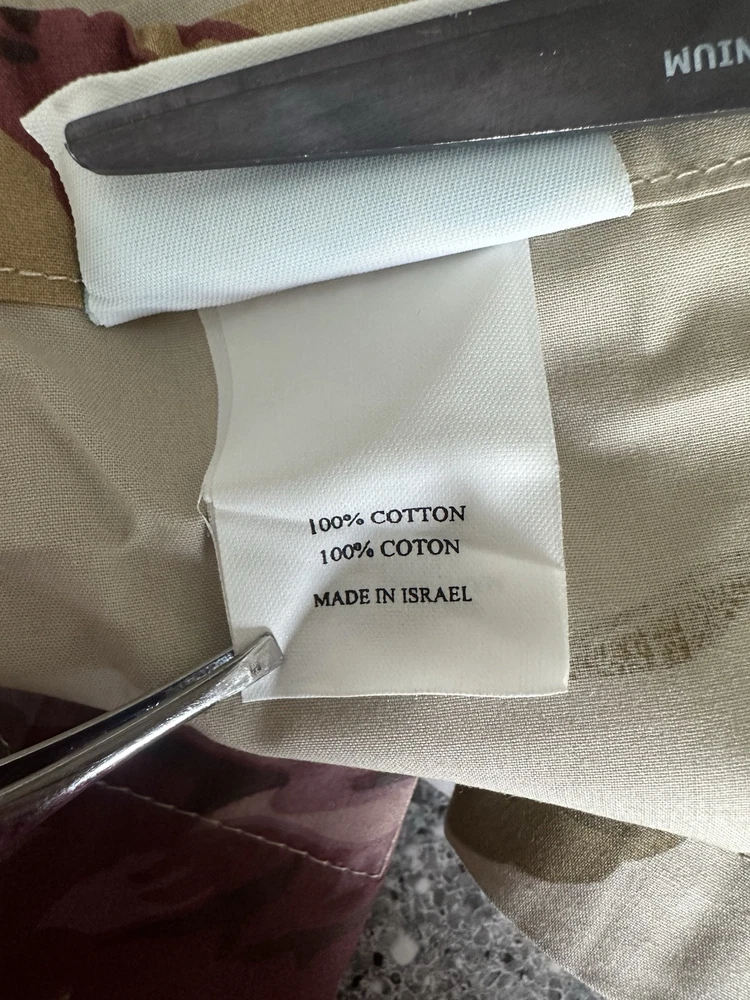 NIUM
100% COTTON
100% COTON
MADE IN ISRAEL